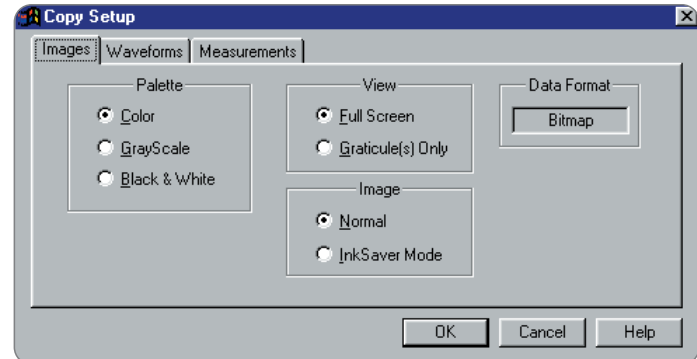 Copy Setup
Images
Waveforms
Measurements
Palette
Color
GrayScale
Black & White
View
Full Screen
Graticule(s) Only
Image
Normal
InkSaver Mode
Data Format
Bitmap
OK
Cancel
Help